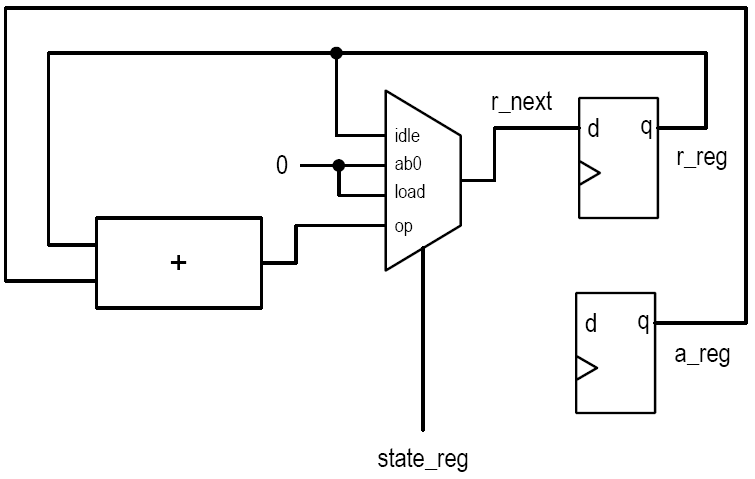 r_next
d q
r_reg
idle
0 ab0
load
op
+
d q
a_reg
state_reg